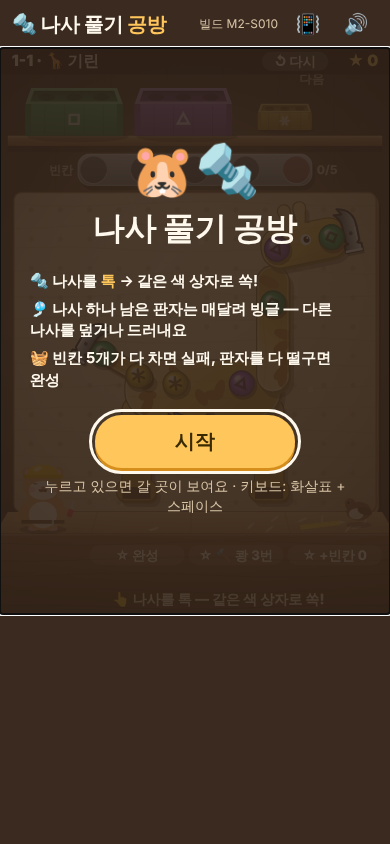 나사 풀기 공방
빌드 M2-S010
1-1 · 기린
다시
★ 0
다음
빈칸
0/5
나사 풀기 공방
나사를 톡 → 같은 색 상자로 쏙!
나사 하나 남은 판자는 매달려 빙글 — 다른
나사를 덮거나 드러내요
빈칸 5개가 다 차면 실패, 판자를 다 떨구면
완성
시작
누르고 있으면 갈 곳이 보여요 · 키보드: 화살표 +
스페이스
☆ 완성
☆
쾅 3번
☆ +빈칸 0
나사를 톡 — 같은 색 상자로 쏙!